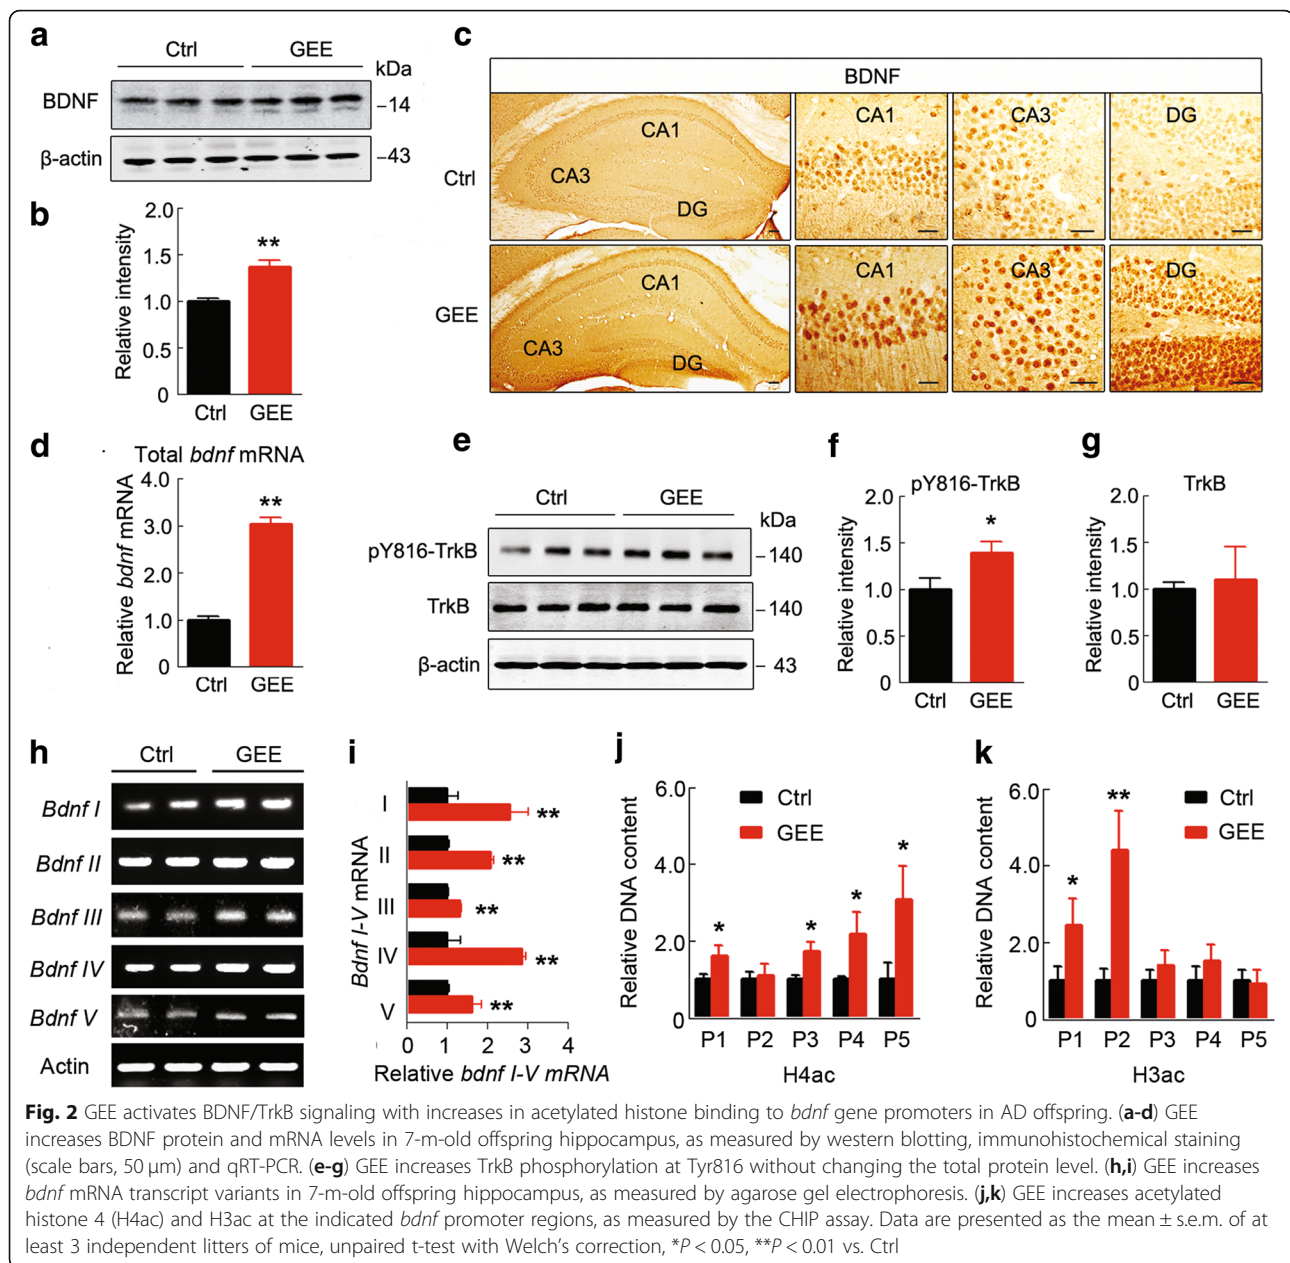 a
Ctrl GEE
kDa
BDNF
–14
β-actin
–43
b
Relative intensity
2.0
1.5
1.0
0.5
0
**
Ctrl GEE
c
BDNF
Ctrl
CA1
CA3
DG
CA1
CA3
DG
GEE
CA1
CA3
DG
CA1
CA3
DG
d
Total bdnf mRNA
Relative bdnf mRNA
4.0
3.0
2.0
1.0
0
**
Ctrl GEE
e
Ctrl GEE
kDa
pY816-TrkB
– 140
TrkB
– 140
β-actin
– 43
f
pY816-TrkB
Relative intensity
2.0
1.5
1.0
0.5
0
*
Ctrl GEE
g
TrkB
Relative intensity
2.0
1.5
1.0
0.5
0
Ctrl GEE
h
Ctrl GEE
Bdnf I
Bdnf II
Bdnf III
Bdnf IV
Bdnf V
Actin
i
Bdnf I-V mRNA
I
**
II
**
III
**
IV
**
V
**
0 1 2 3 4
Relative bdnf I-V mRNA
j
Relative DNA content
6.0
4.0
2.0
0
Ctrl
GEE
* * * *
P1 P2 P3 P4 P5
H4ac
k
Relative DNA content
6.0
4.0
2.0
0
Ctrl
GEE
* **
P1 P2 P3 P4 P5
H3ac
Fig. 2 GEE activates BDNF/TrkB signaling with increases in acetylated histone binding to bdnf gene promoters in AD offspring. (a-d) GEE
increases BDNF protein and mRNA levels in 7-m-old offspring hippocampus, as measured by western blotting, immunohistochemical staining
(scale bars, 50 μm) and qRT-PCR. (e-g) GEE increases TrkB phosphorylation at Tyr816 without changing the total protein level. (h,i) GEE increases
bdnf mRNA transcript variants in 7-m-old offspring hippocampus, as measured by agarose gel electrophoresis. (j,k) GEE increases acetylated
histone 4 (H4ac) and H3ac at the indicated bdnf promoter regions, as measured by the CHIP assay. Data are presented as the mean ± s.e.m. of at
least 3 independent litters of mice, unpaired t-test with Welch’s correction, *P < 0.05, **P < 0.01 vs. Ctrl